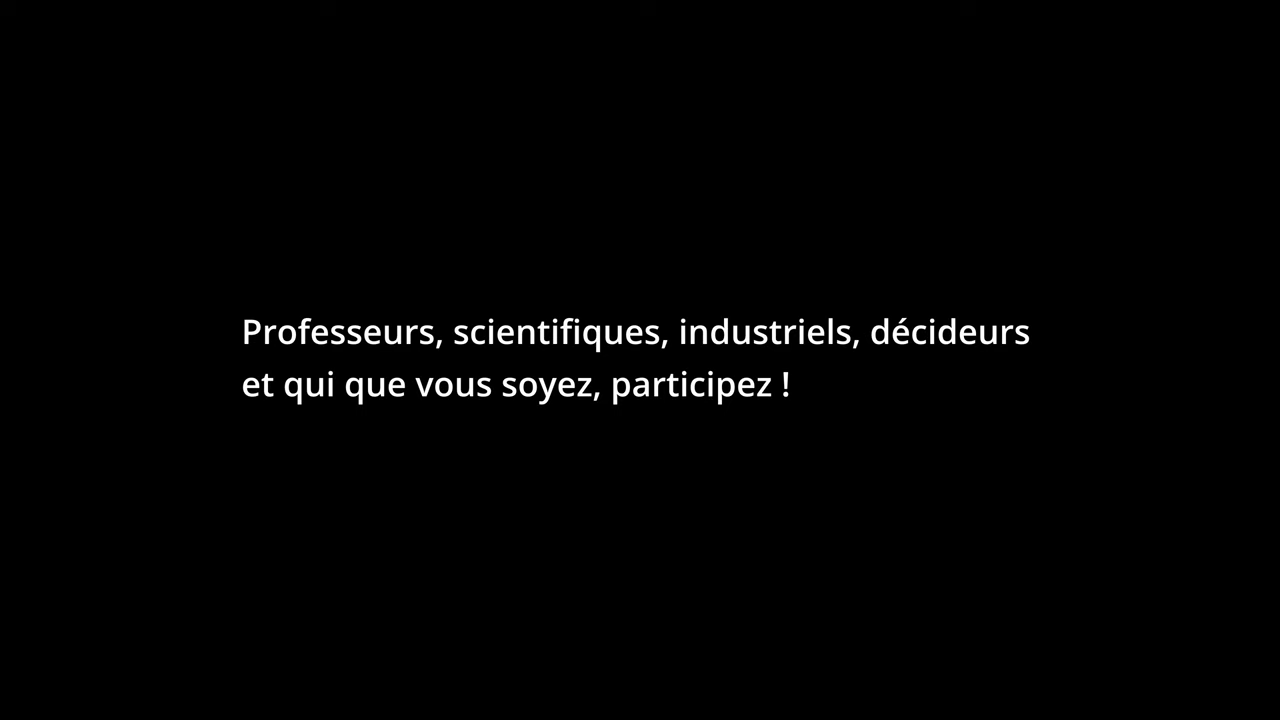 Professeurs, scientifiques, industriels, décideurs
et qui que vous soyez, participez !